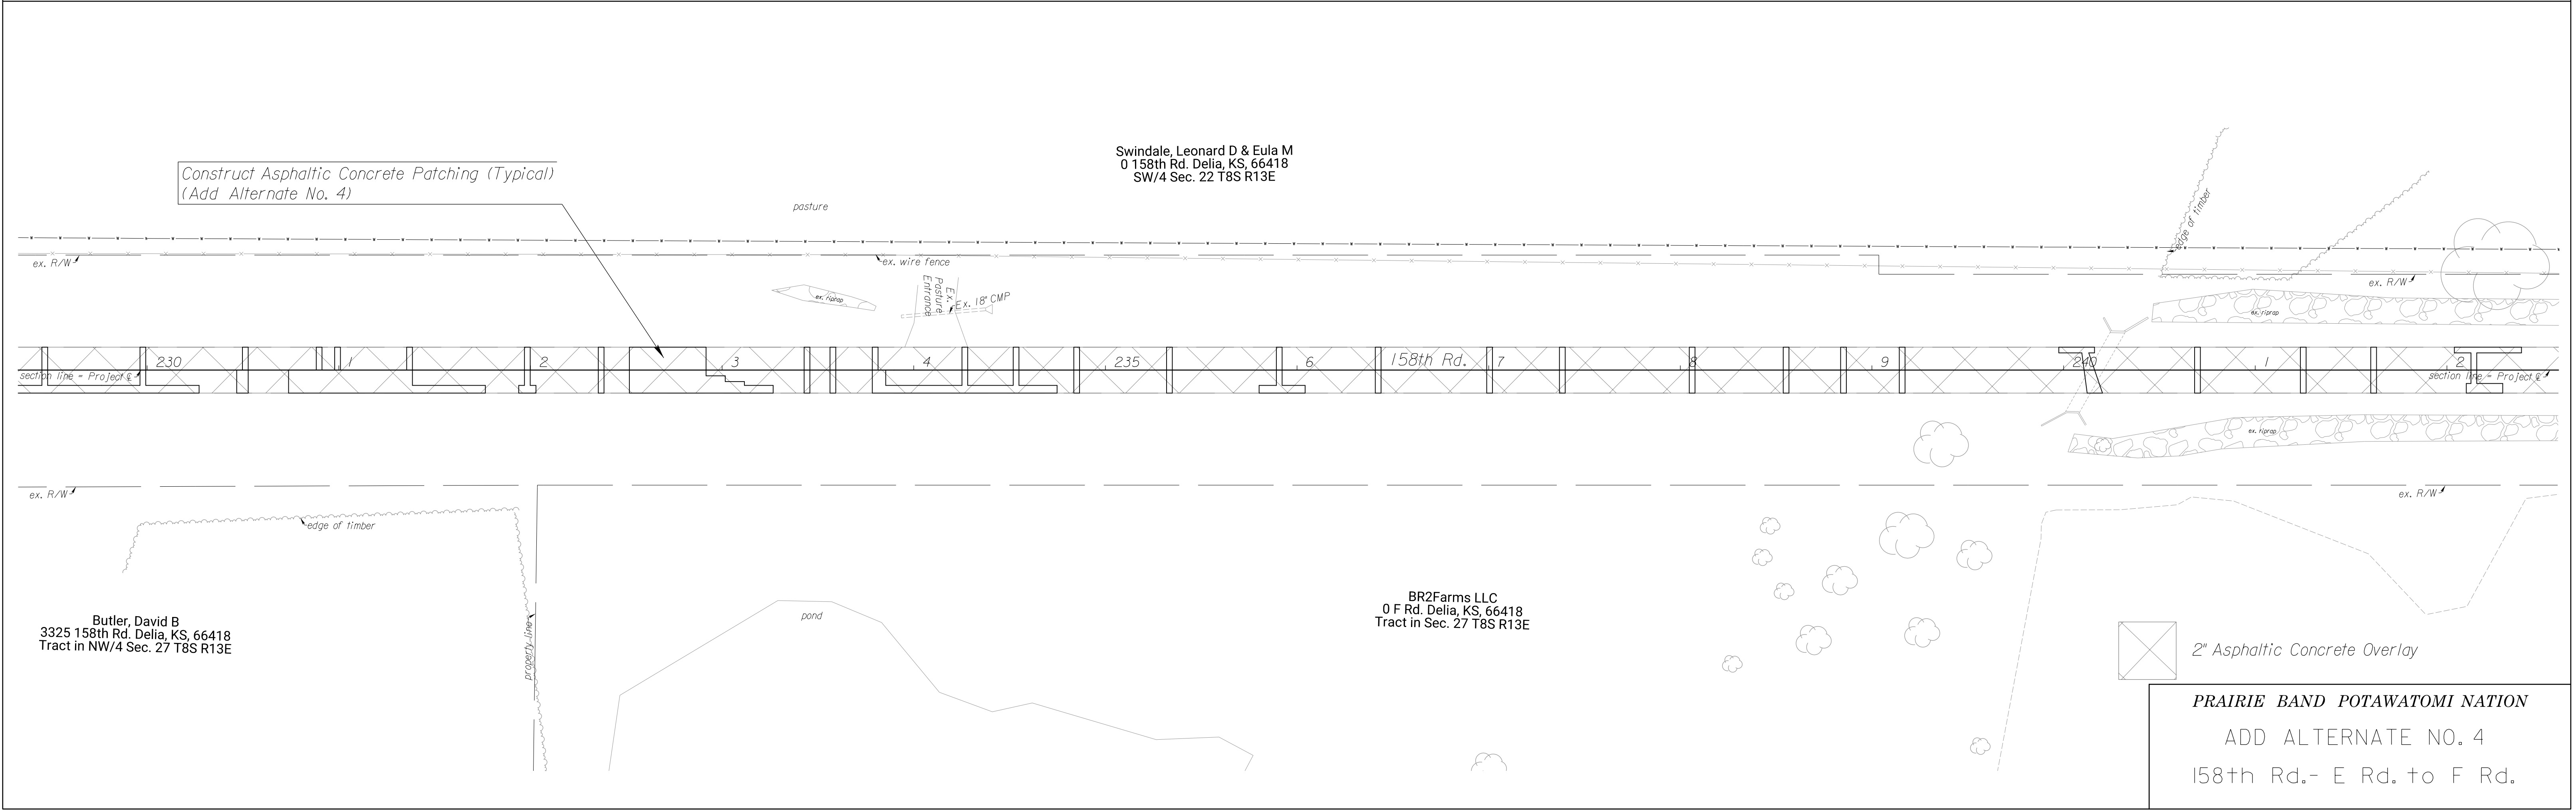 Swindale, Leonard D & Eula M
0 158th Rd. Delia, KS, 66418
SW/4 Sec. 22 T8S R13E
Construct Asphaltic Concrete Patching (Typical)
(Add Alternate No. 4)
pasture
edge of timber
ex. R/W
ex. wire fence
ex. R/W
ex. riprap
Ex.
Pasture
Entrance
Ex. 18" CMP
ex. riprap
230
1
2
3
4
235
6
158th Rd.
7
8
9
240
1
2
section line = Project ℄
section line = Project ℄
ex. riprap
ex. R/W
ex. R/W
edge of timber
property line
pond
Butler, David B
3325 158th Rd. Delia, KS, 66418
Tract in NW/4 Sec. 27 T8S R13E
BR2Farms LLC
0 F Rd. Delia, KS, 66418
Tract in Sec. 27 T8S R13E
2" Asphaltic Concrete Overlay
PRAIRIE BAND POTAWATOMI NATION
ADD ALTERNATE NO. 4
158th Rd.- E Rd. to F Rd.